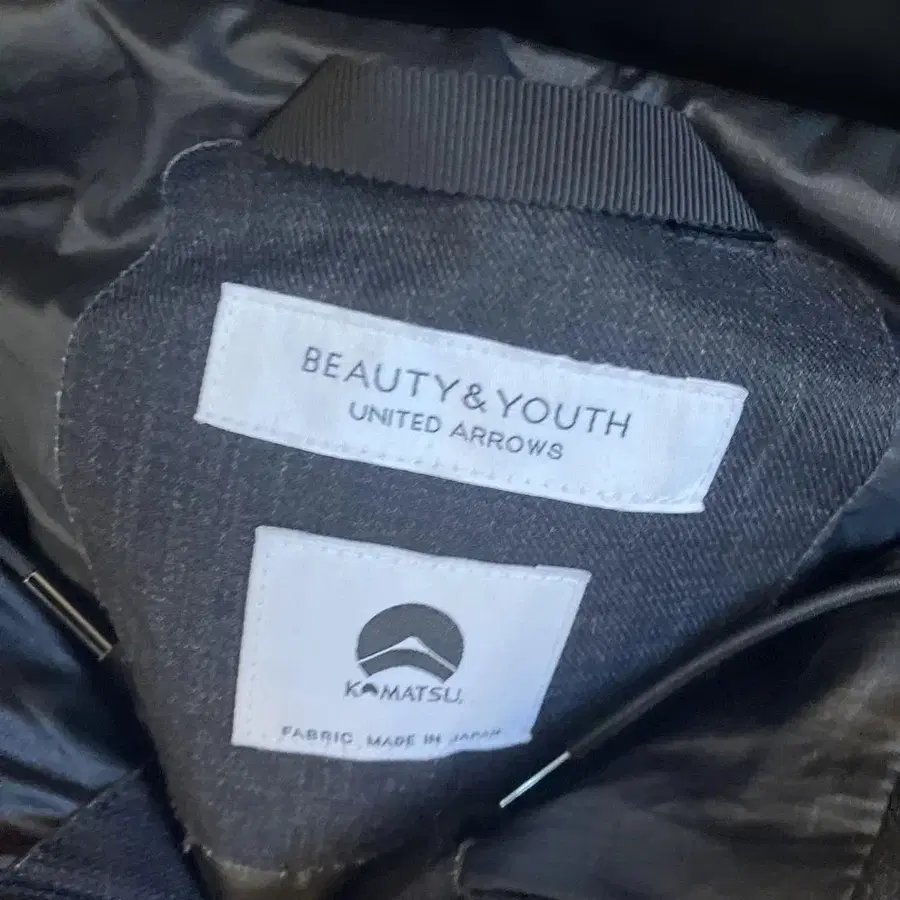 BEAUTY & YOUTH
UNITED ARROWS
KOMATSU
FABRIC MADE IN JAPAN